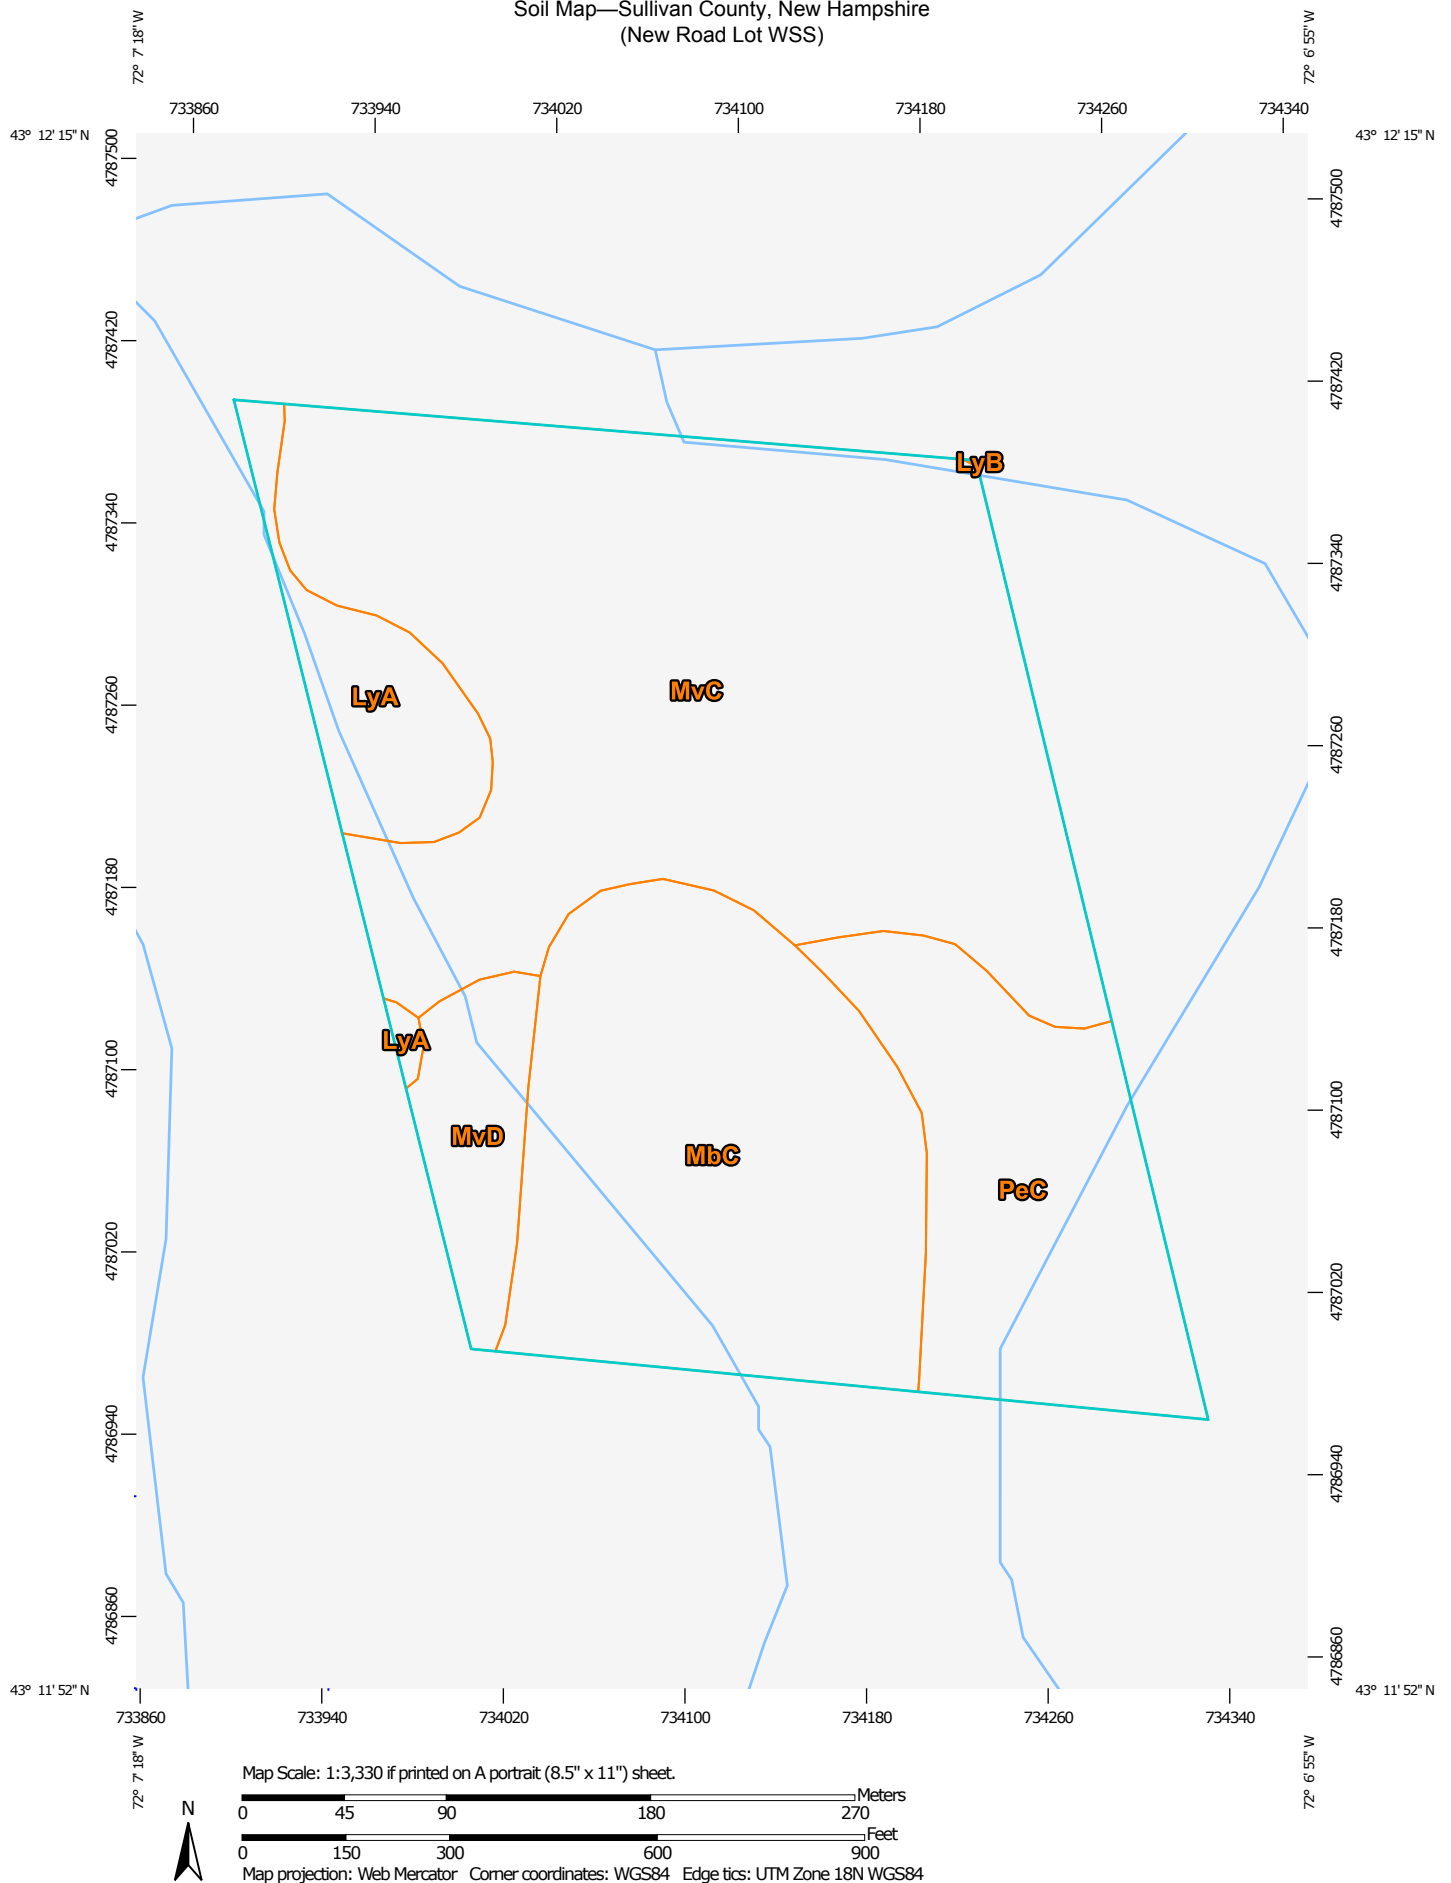 Soil Map—Sullivan County, New Hampshire
(New Road Lot WSS)
72° 7' 18'' W
72° 6' 55'' W
733860 733940 734020 734100 734180 734260 734340
43° 12' 15'' N
43° 12' 15'' N
4787500
4787420
4787340
4787260
4787180
4787100
4787020
4786940
4786860
4787500
4787420
4787340
4787260
4787180
4787100
4787020
4786940
4786860
LyB
LyA
MvC
LyA
MvD
MbC
PeC
43° 11' 52'' N
43° 11' 52'' N
733860 733940 734020 734100 734180 734260 734340
72° 7' 18'' W
72° 6' 55'' W
Map Scale: 1:3,330 if printed on A portrait (8.5" x 11") sheet.
Meters
0 45 90 180 270
N
Feet
0 150 300 600 900
Map projection: Web Mercator Corner coordinates: WGS84 Edge tics: UTM Zone 18N WGS84